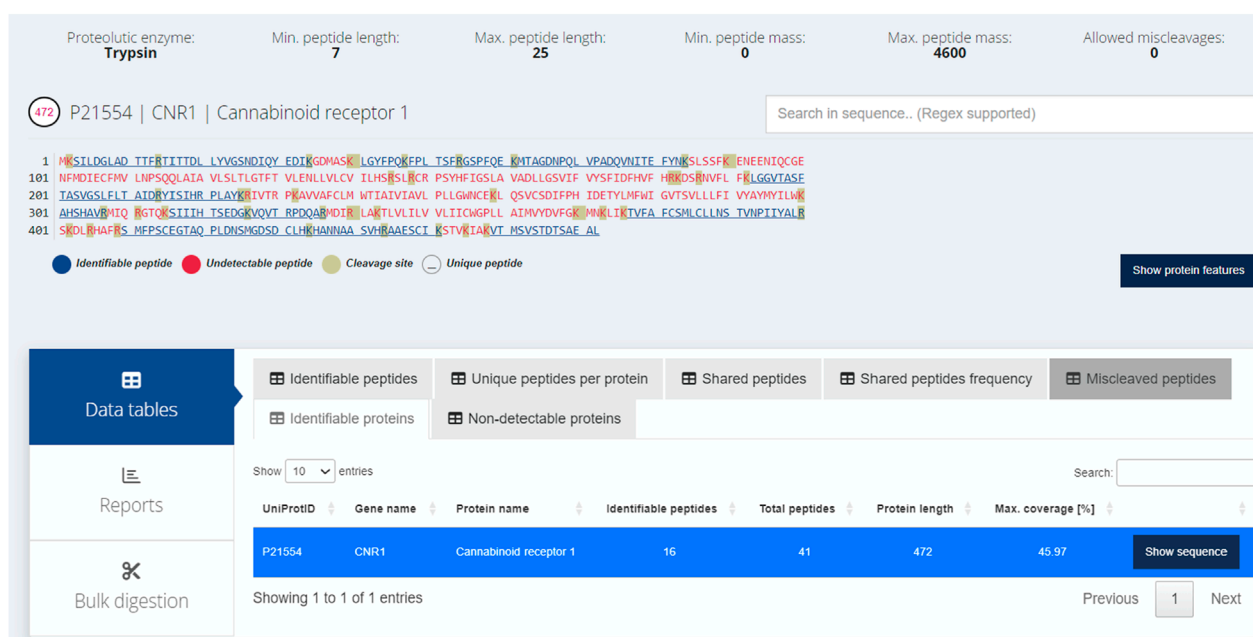 Proteolutic enzyme: Min. peptide length: Max. peptide length: Min. peptide mass: Max. peptide mass: Allowed miscleavages:
Trypsin 7 25 0 4600 0
472 P21554 | CNR1 | Cannabinoid receptor 1 Search in sequence.. (Regex supported)
1 MKSILDGLAD TTFRTITTDL LYVGSNDIQY EDIKGDMASK LGYFPQKFPL TSFRGSPFQE KMTAGDNPQL VPADQVNITE FYNKSLSSFK ENEENIQCGE
101 NFMDIECFMV LNPSQQLAIA VLSLTLGTFT VLENLLVLCV ILHSRSLRCR PSYHFIGSLA VADLLGSVIF VYSFIDFHVF HRKDSRNVFL FKLGGVTASF
201 TASVGSLFLT AIDRYISIHR PLAYKRIVTR PKAVVAFCLM WTIAIVIAVL PLLGWNCEKL QSVCSDIFPH IDETYLMFWI GVTSVLLLFI VYAYMYILWK
301 AHSHAVRMIQ RGTQKSIIIH TSEDGKVQVT RPDQARMDIR LAKTLVLILV VLIICWGPLL AIMVYDVFGK MNKLIKTVFA FCSMLCLLNS TVNPIIYALR
401 SKDLRHAFRS MFPSCEGTAQ PLDNSMGDSD CLHKHANNAA SVHRAAESCI KSTVKIAKVT MSVSTDTSAE AL
Identifiable peptide Undetectable peptide Cleavage site Unique peptide
Show protein features
Data tables
Reports
Bulk digestion
Identifiable peptides Unique peptides per protein Shared peptides Shared peptides frequency Miscleaved peptides
Identifiable proteins Non-detectable proteins
Show 10 entries Search:
UniProtID Gene name Protein name Identifiable peptides Total peptides Protein length Max. coverage [%]
P21554 CNR1 Cannabinoid receptor 1 16 41 472 45.97 Show sequence
Showing 1 to 1 of 1 entries Previous 1 Next